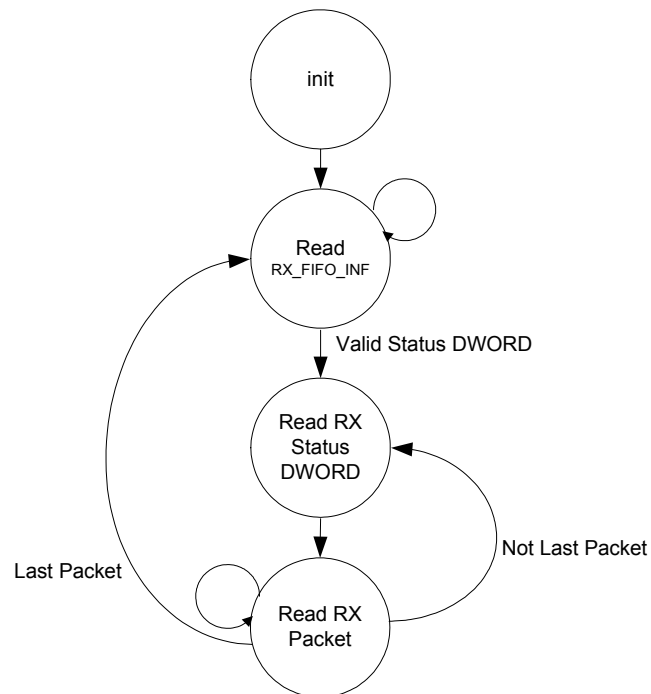 init
Read
RX_FIFO_INF
Valid Status DWORD
Read RX
Status
DWORD
Not Last Packet
Last Packet
Read RX
Packet